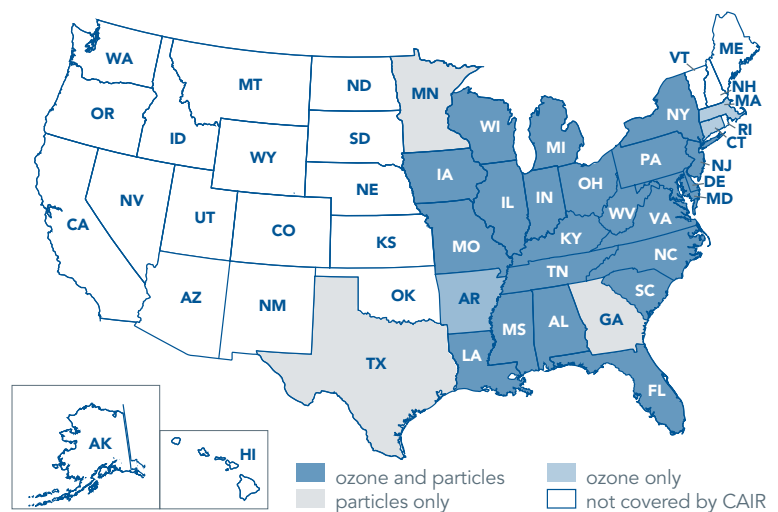 WA
MT
ND
MN
VT
ME
NH
MA
OR
ID
SD
WI
MI
NY
RI
CT
WY
IA
PA
NJ
NE
IL
IN
OH
DE
MD
NV
UT
CO
WV
VA
CA
KS
MO
KY
NC
TN
AZ
NM
OK
AR
SC
MS
AL
GA
TX
LA
FL
AK
HI
ozone and particles
ozone only
particles only
not covered by CAIR